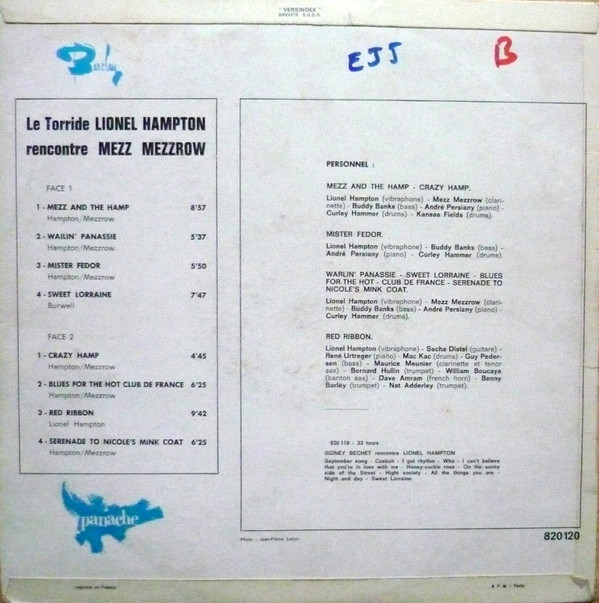 " VERSINDEX "
BREVETÉ S.G.D.G.
Barclay
EJJ
B
Le Torride LIONEL HAMPTON
rencontre MEZZ MEZZROW
FACE 1
1 - MEZZ AND THE HAMP 8'57
Hampton/Mezzrow
2 - WAILIN' PANASSIE 5'37
Hampton/Mezzrow
3 - MISTER FEDOR 5'50
Hampton/Mezzrow
4 - SWEET LORRAINE 7'47
Burwell
FACE 2
1 - CRAZY HAMP 4'45
Hampton/Mezzrow
2 - BLUES FOR THE HOT CLUB DE FRANCE 6'25
Hampton/Mezzrow
3 - RED RIBBON 9'42
Lionel Hampton
4 - SERENADE TO NICOLE'S MINK COAT 6'25
Hampton/Mezzrow
panache
PERSONNEL :
MEZZ AND THE HAMP - CRAZY HAMP.
Lionel Hampton (vibraphone) - Mezz Mezzrow (clari-
nette) - Buddy Banks (bass) - André Persiany (piano) -
Curley Hammer (drums) - Kansas Fields (drums).
MISTER FEDOR.
Lionel Hampton (vibraphone) - Buddy Banks (bass) -
André Persiany (piano) - Curley Hammer (drums).
WARLIN' PANASSIE - SWEET LORRAINE - BLUES
FOR THE HOT - CLUB DE FRANCE - SERENADE TO
NICOLE'S MINK COAT.
Lionel Hampton (vibraphone) - Mezz Mezzrow (clari-
nette) - Buddy Banks (bass) - André Persiany (piano) -
Curley Hammer (drums).
RED RIBBON.
Lionel Hampton (vibraphone) - Sacha Distel (guitare) -
René Urtreger (piano) - Mac Kac (drums) - Guy Peder-
sen (bass) - Maurice Meunier (clarinette et tenor
sax) - Bernard Hullin (trumpet) - William Boucaya
(bariton sax) - Dave Amram (french horn) - Benny
Barley (trumpet) - Nat Adderley (trumpet).
820 119 - 33 tours
SIDNEY BECHET rencontre LIONEL HAMPTON
September song - Casbah - I got rhythm - Who - I can't believe
that you're in love with me - Honey-suckle rose - On the sunny
side of the Street - Hight society - All the things you are -
Night and day - Sweet Lorraine.
Photo : Jean-Pierre
820120
Imprimé en France
Paris